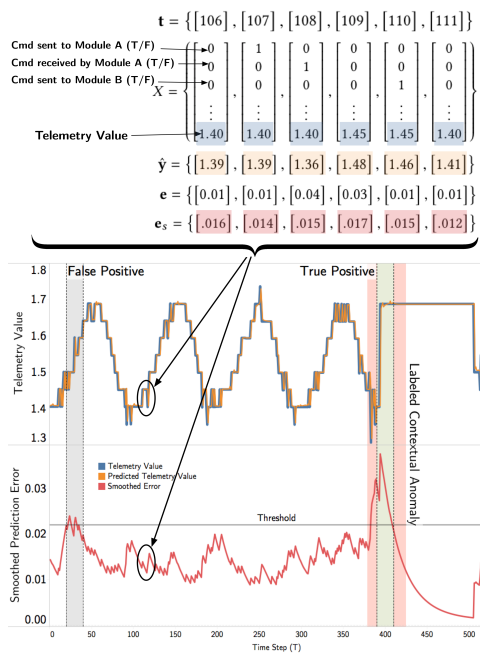 t = {[106] , [107] , [108] , [109] , [110] , [111]}
Cmd sent to Module A (T/F) 0 1 0 0 0 0
Cmd received by Module A (T/F) 0 0 1 0 0 0
Cmd sent to Module B (T/F) 0 0 0 0 1 0
X = { , , , , , }
⋮ ⋮ ⋮ ⋮ ⋮ ⋮
Telemetry Value 1.40 1.40 1.40 1.45 1.45 1.40
ŷ = {[1.39] , [1.39] , [1.36] , [1.48] , [1.46] , [1.41]}
e = {[0.01] , [0.01] , [0.04] , [0.03] , [0.01] , [0.01]}
e_s = {[.016] , [.014] , [.015] , [.017] , [.015] , [.012]}
False Positive
True Positive
Telemetry Value
1.8
1.7
1.6
1.5
1.4
1.3
Labeled Contextual Anomaly
Telemetry Value
Predicted Telemetry Value
Smoothed Error
Threshold
Smoothed Prediction Error
0.03
0.02
0.01
0.00
0 50 100 150 200 250 300 350 400 450 500
Time Step (T)